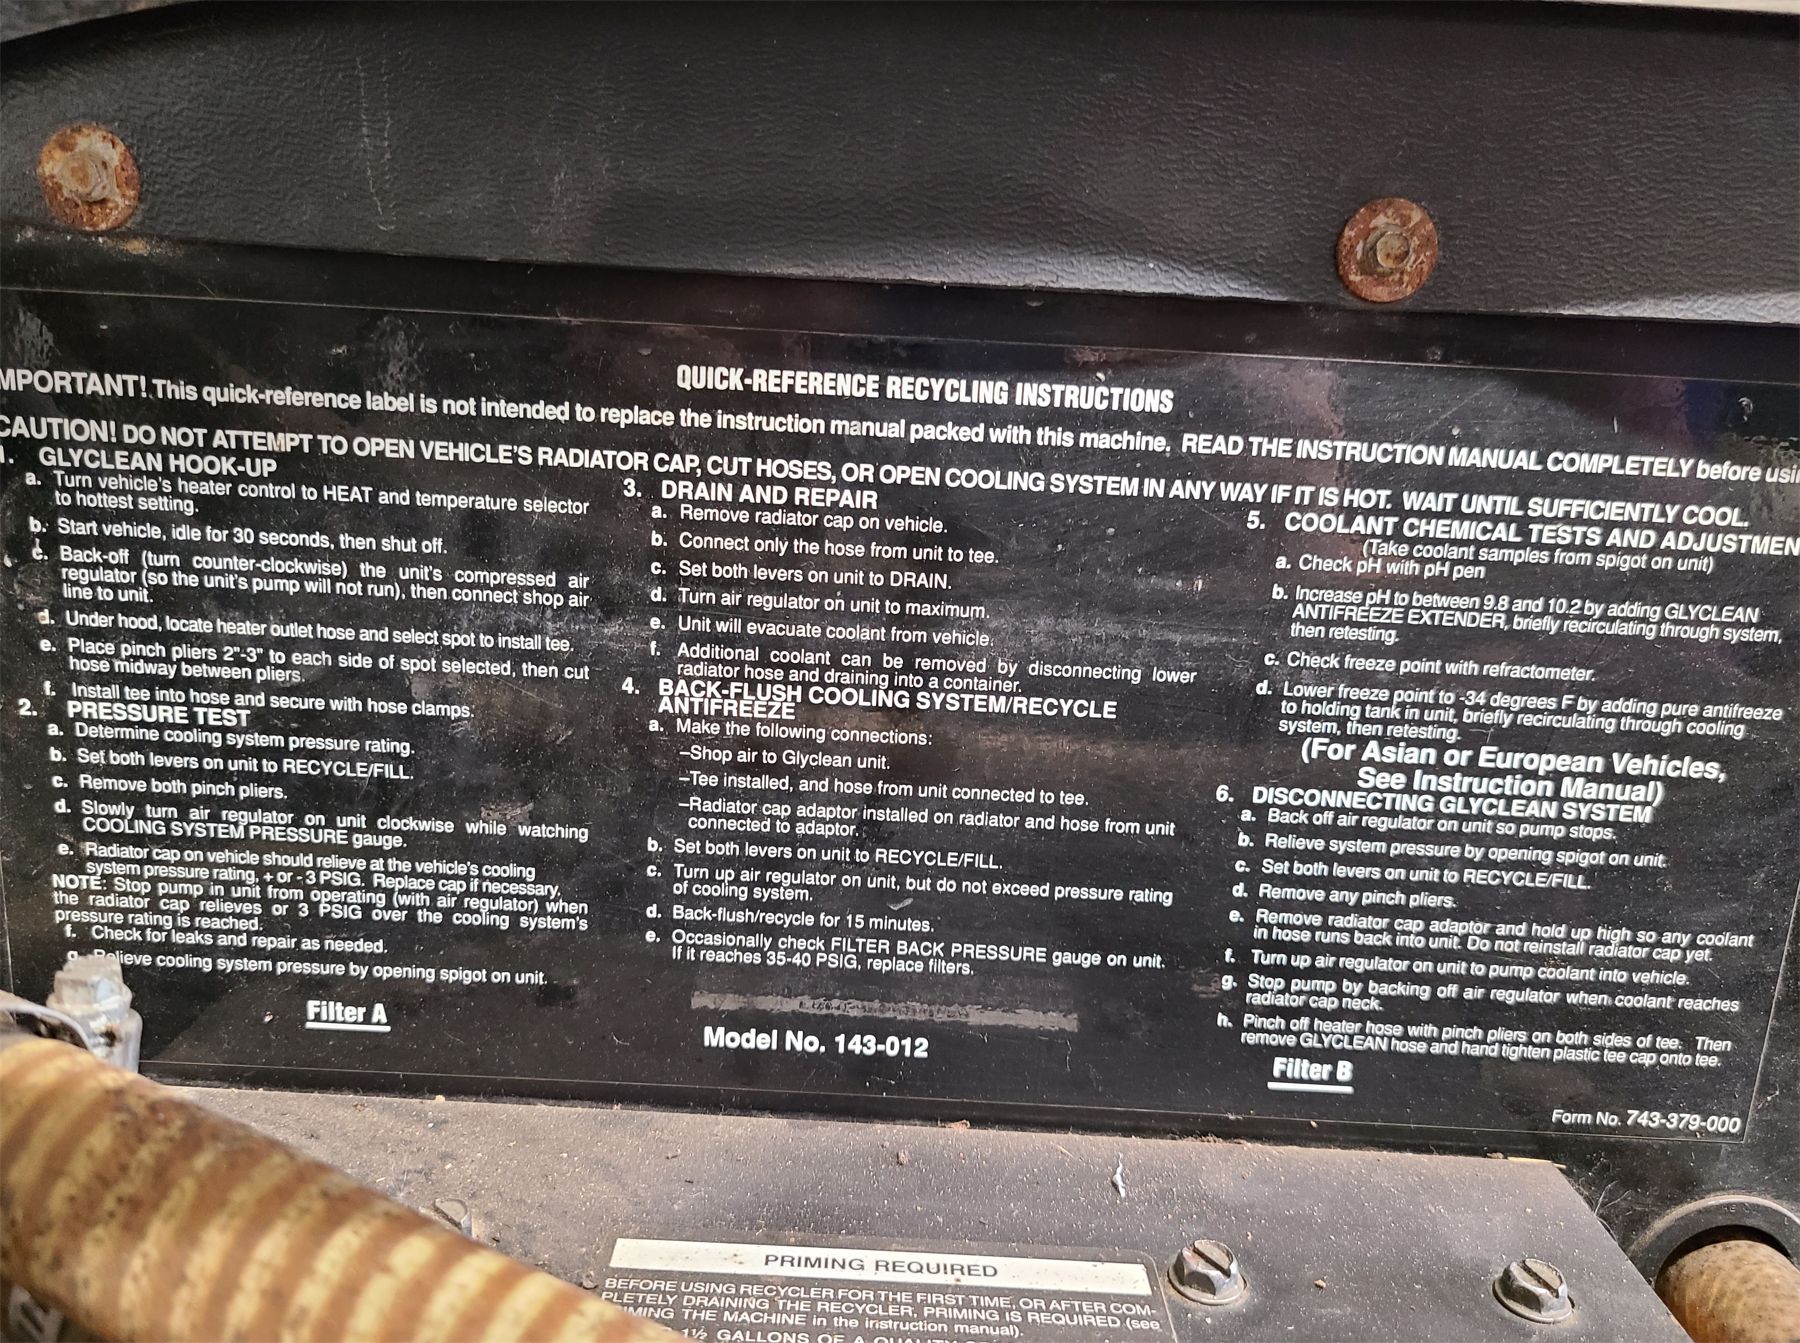 QUICK-REFERENCE RECYCLING INSTRUCTIONS
MPORTANT! This quick-reference label is not intended to replace the instruction manual packed with this machine. READ THE INSTRUCTION MANUAL COMPLETELY before usin
CAUTION! DO NOT ATTEMPT TO OPEN VEHICLE'S RADIATOR CAP, CUT HOSES, OR OPEN COOLING SYSTEM IN ANY WAY IF IT IS HOT. WAIT UNTIL SUFFICIENTLY COOL.
1. GLYCLEAN HOOK-UP
a. Turn vehicle's heater control to HEAT and temperature selector
to hottest setting.
b. Start vehicle, idle for 30 seconds, then shut off.
c. Back-off (turn counter-clockwise) the unit's compressed air
regulator (so the unit's pump will not run), then connect shop air
line to unit.
d. Under hood, locate heater outlet hose and select spot to install tee.
e. Place pinch pliers 2"-3" to each side of spot selected, then cut
hose midway between pliers.
f. Install tee into hose and secure with hose clamps.
2. PRESSURE TEST
a. Determine cooling system pressure rating.
b. Set both levers on unit to RECYCLE/FILL.
c. Remove both pinch pliers.
d. Slowly turn air regulator on unit clockwise while watching
COOLING SYSTEM PRESSURE gauge.
e. Radiator cap on vehicle should relieve at the vehicle's cooling
system pressure rating, + or - 3 PSIG. Replace cap if necessary.
NOTE: Stop pump in unit from operating (with air regulator) when
the radiator cap relieves or 3 PSIG over the cooling system's
pressure rating is reached.
f. Check for leaks and repair as needed.
g. Relieve cooling system pressure by opening spigot on unit.
Filter A
3. DRAIN AND REPAIR
a. Remove radiator cap on vehicle.
b. Connect only the hose from unit to tee.
c. Set both levers on unit to DRAIN.
d. Turn air regulator on unit to maximum.
e. Unit will evacuate coolant from vehicle.
f. Additional coolant can be removed by disconnecting lower
radiator hose and draining into a container.
4. BACK-FLUSH COOLING SYSTEM/RECYCLE
ANTIFREEZE
a. Make the following connections:
–Shop air to Glyclean unit.
–Tee installed, and hose from unit connected to tee.
–Radiator cap adaptor installed on radiator and hose from unit
connected to adaptor.
b. Set both levers on unit to RECYCLE/FILL.
c. Turn up air regulator on unit, but do not exceed pressure rating
of cooling system.
d. Back-flush/recycle for 15 minutes.
e. Occasionally check FILTER BACK PRESSURE gauge on unit.
If it reaches 35-40 PSIG, replace filters.
Model No. 143-012
5. COOLANT CHEMICAL TESTS AND ADJUSTMEN
(Take coolant samples from spigot on unit)
a. Check pH with pH pen
b. Increase pH to between 9.8 and 10.2 by adding GLYCLEAN
ANTIFREEZE EXTENDER, briefly recirculating through system,
then retesting.
c. Check freeze point with refractometer.
d. Lower freeze point to -34 degrees F by adding pure antifreeze
to holding tank in unit, briefly recirculating through cooling
system, then retesting.
(For Asian or European Vehicles,
See Instruction Manual)
6. DISCONNECTING GLYCLEAN SYSTEM
a. Back off air regulator on unit so pump stops.
b. Relieve system pressure by opening spigot on unit.
c. Set both levers on unit to RECYCLE/FILL.
d. Remove any pinch pliers.
e. Remove radiator cap adaptor and hold up high so any coolant
in hose runs back into unit. Do not reinstall radiator cap yet.
f. Turn up air regulator on unit to pump coolant into vehicle.
g. Stop pump by backing off air regulator when coolant reaches
radiator cap neck.
h. Pinch off heater hose with pinch pliers on both sides of tee. Then
remove GLYCLEAN hose and hand tighten plastic tee cap onto tee.
Filter B
Form No. 743-379-000
PRIMING REQUIRED
BEFORE USING RECYCLER FOR THE FIRST TIME, OR AFTER COM-
PLETELY DRAINING THE RECYCLER, PRIMING IS REQUIRED (see
IMING THE MACHINE in the instruction manual).
1½ GALLONS OF A